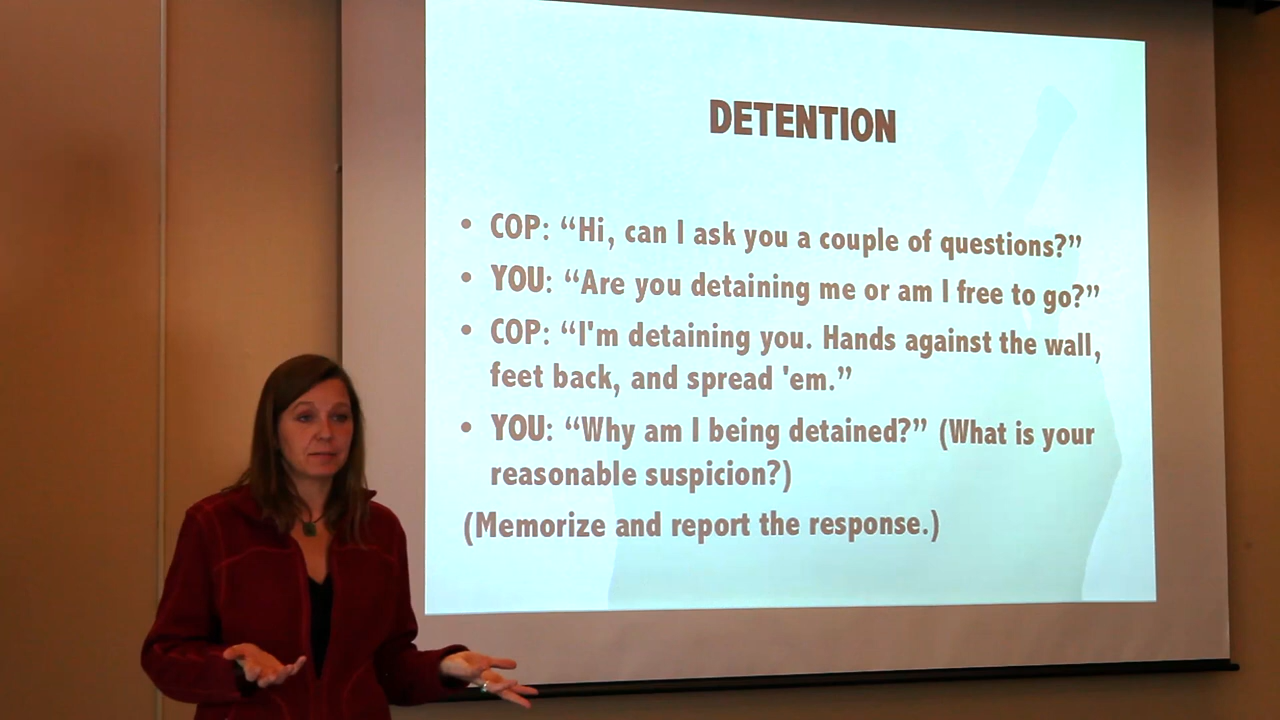 DETENTION
• COP: “Hi, can I ask you a couple of questions?”
• YOU: “Are you detaining me or am I free to go?”
• COP: “I'm detaining you. Hands against the wall,
feet back, and spread 'em.”
• YOU: “Why am I being detained?” (What is your
reasonable suspicion?)
(Memorize and report the response.)